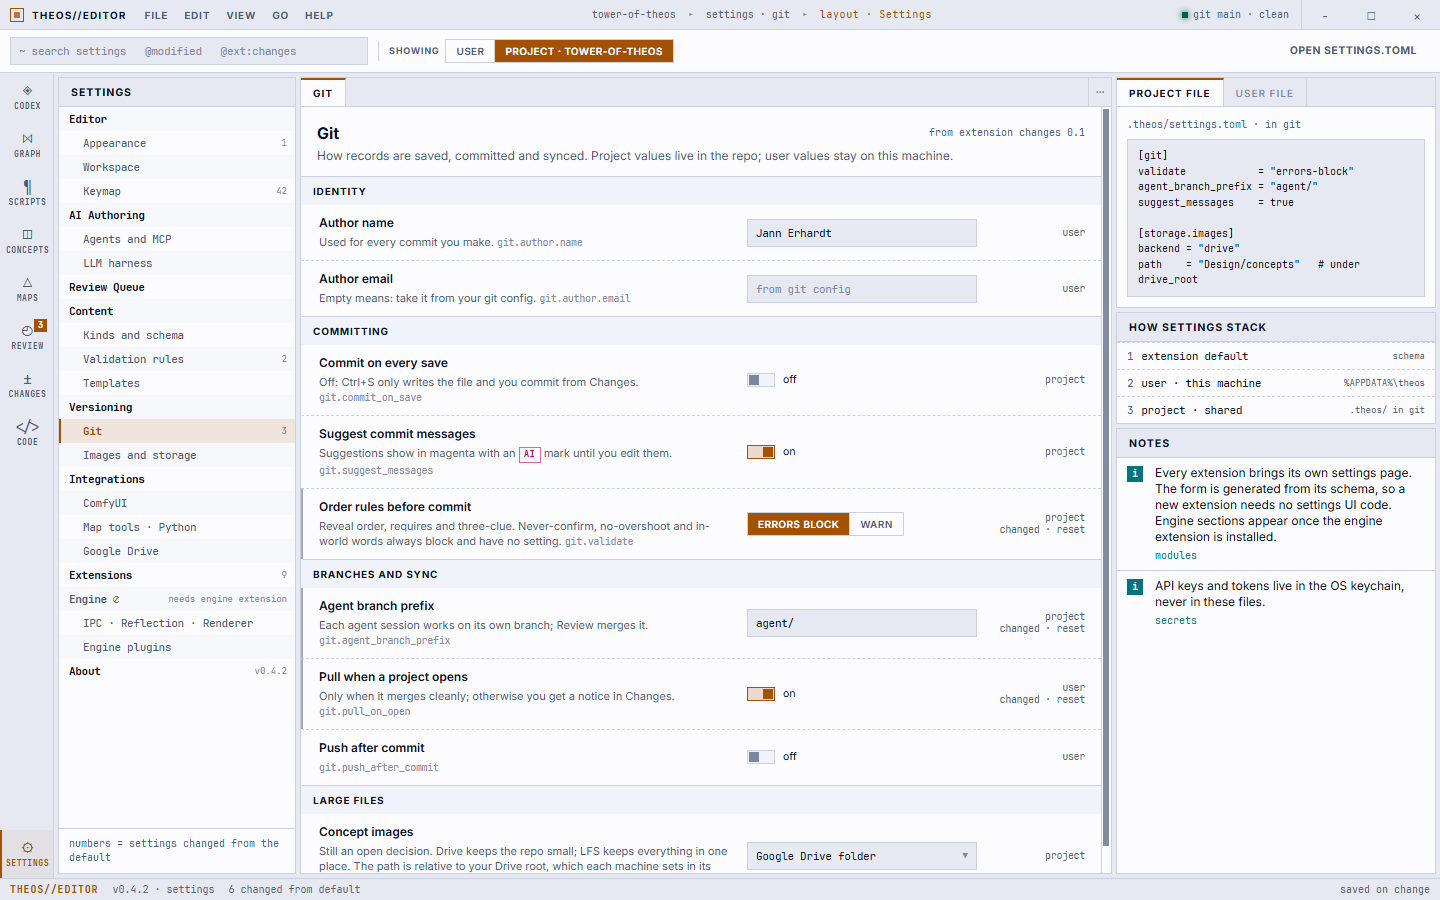 THEOS//EDITOR FILE EDIT VIEW GO HELP
tower-of-theos ▸ settings · git ▸ layout · Settings
git main · clean
~ search settings @modified @ext:changes
SHOWING USER PROJECT · TOWER-OF-THEOS
OPEN SETTINGS.TOML
CODEX
GRAPH
SCRIPTS
CONCEPTS
MAPS
3
REVIEW
CHANGES
CODE
SETTINGS
SETTINGS
Editor
Appearance 1
Workspace
Keymap 42
AI Authoring
Agents and MCP
LLM harness
Review Queue
Content
Kinds and schema
Validation rules 2
Templates
Versioning
Git 3
Images and storage
Integrations
ComfyUI
Map tools · Python
Google Drive
Extensions 9
Engine needs engine extension
IPC · Reflection · Renderer
Engine plugins
About v0.4.2
numbers = settings changed from the
default
GIT
Git
from extension changes 0.1
How records are saved, committed and synced. Project values live in the repo; user values stay on this machine.
IDENTITY
Author name
Used for every commit you make. git.author.name
Jann Erhardt
user
Author email
Empty means: take it from your git config. git.author.email
from git config
user
COMMITTING
Commit on every save
Off: Ctrl+S only writes the file and you commit from Changes.
git.commit_on_save
off
project
Suggest commit messages
Suggestions show in magenta with an AI mark until you edit them.
git.suggest_messages
on
project
Order rules before commit
Reveal order, requires and three-clue. Never-confirm, no-overshoot and in-
world words always block and have no setting. git.validate
ERRORS BLOCK WARN
project
changed · reset
BRANCHES AND SYNC
Agent branch prefix
Each agent session works on its own branch; Review merges it.
git.agent_branch_prefix
agent/
project
changed · reset
Pull when a project opens
Only when it merges cleanly; otherwise you get a notice in Changes.
git.pull_on_open
on
user
changed · reset
Push after commit
git.push_after_commit
off
user
LARGE FILES
Concept images
Still an open decision. Drive keeps the repo small; LFS keeps everything in one
place. The path is relative to your Drive root, which each machine sets in its
Google Drive folder
project
PROJECT FILE USER FILE
.theos/settings.toml · in git
[git]
validate = "errors-block"
agent_branch_prefix = "agent/"
suggest_messages = true
[storage.images]
backend = "drive"
path = "Design/concepts" # under
drive_root
HOW SETTINGS STACK
1 extension default schema
2 user · this machine %APPDATA%\theos
3 project · shared .theos/ in git
NOTES
i
Every extension brings its own settings page.
The form is generated from its schema, so a
new extension needs no settings UI code.
Engine sections appear once the engine
extension is installed.
modules
i
API keys and tokens live in the OS keychain,
never in these files.
secrets
THEOS//EDITOR v0.4.2 · settings 6 changed from default
saved on change